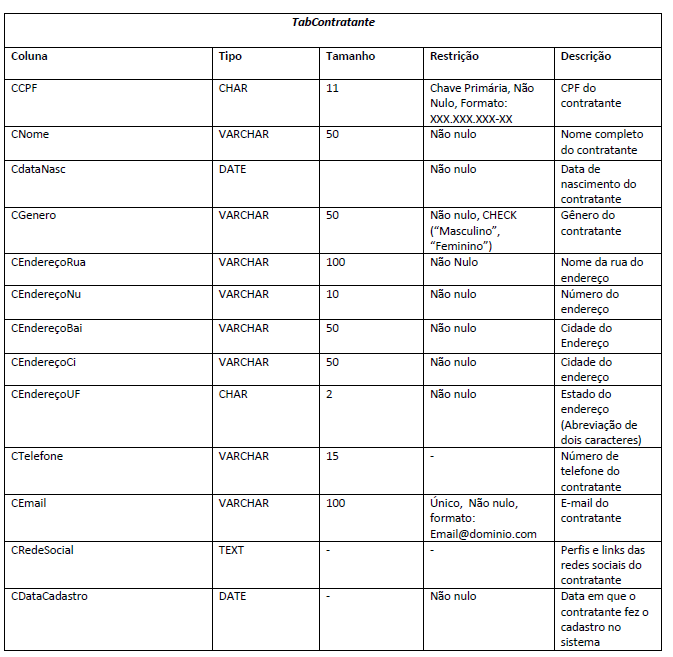 TabContratante
Coluna Tipo Tamanho Restrição Descrição
CCPF CHAR 11 Chave Primária, Não CPF do
Nulo, Formato: contratante
XXX.XXX.XXX-XX
CNome VARCHAR 50 Não nulo Nome completo
do contratante
CdataNasc DATE Não nulo Data de
nascimento do
contratante
CGenero VARCHAR 50 Não nulo, CHECK Gênero do
(“Masculino”, contratante
“Feminino”)
CEndereçoRua VARCHAR 100 Não Nulo Nome da rua do
endereço
CEndereçoNu VARCHAR 10 Não nulo Número do
endereço
CEndereçoBai VARCHAR 50 Não nulo Cidade do
Endereço
CEndereçoCi VARCHAR 50 Não nulo Cidade do
endereço
CEndereçoUF CHAR 2 Não nulo Estado do
endereço
(Abreviação de
dois caracteres)
CTelefone VARCHAR 15 - Número de
telefone do
contratante
CEmail VARCHAR 100 Único, Não nulo, E-mail do
formato: contratante
Email@dominio.com
CRedeSocial TEXT - - Perfis e links das
redes sociais do
contratante
CDataCadastro DATE - Não nulo Data em que o
contratante fez o
cadastro no
sistema